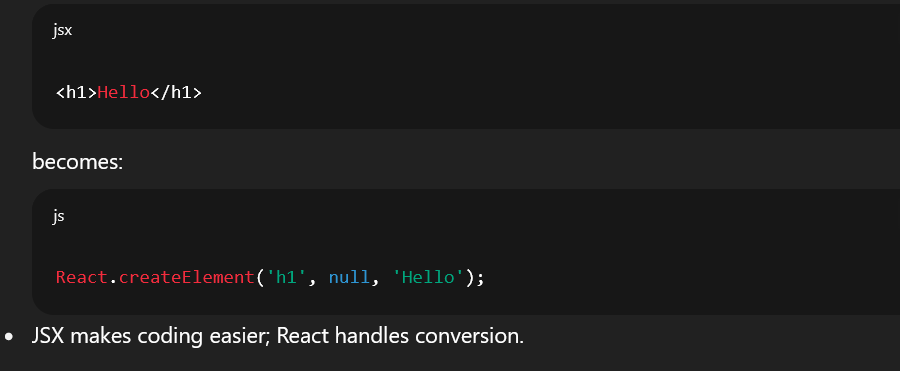 jsx
<h1>Hello</h1>
becomes:
js
React.createElement('h1', null, 'Hello');
• JSX makes coding easier; React handles conversion.